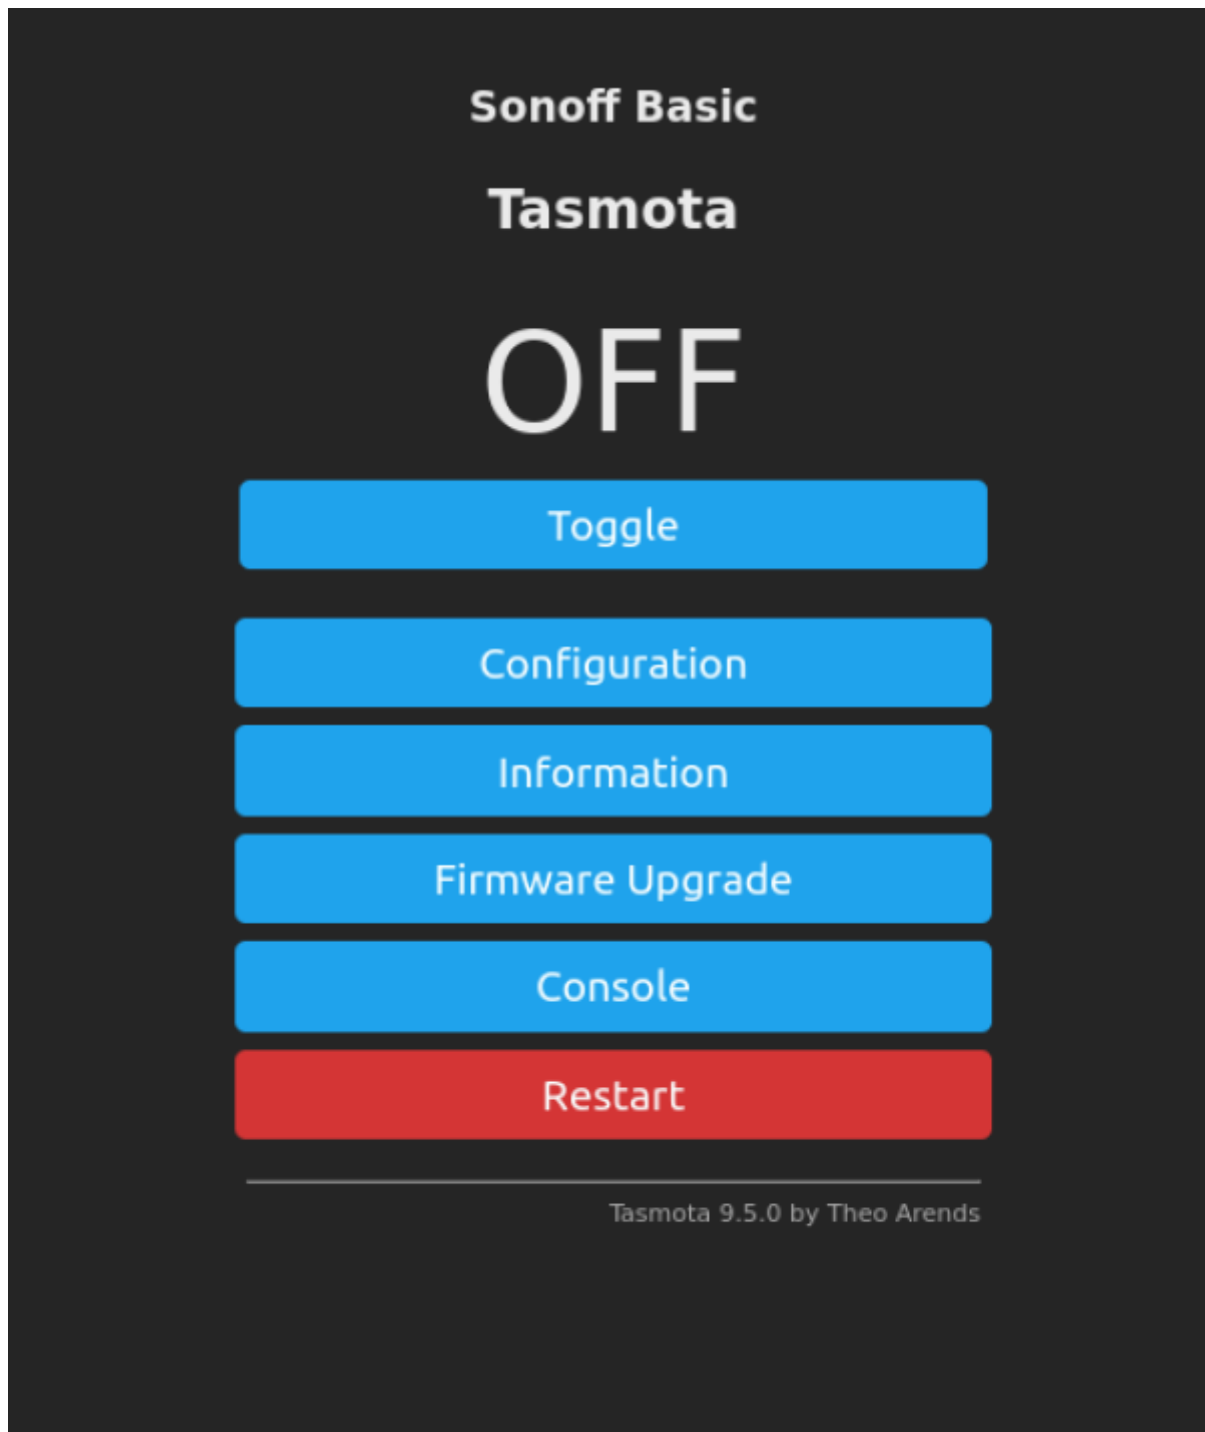 Sonoff Basic
Tasmota
OFF
Toggle
Configuration
Information
Firmware Upgrade
Console
Restart
Tasmota 9.5.0 by Theo Arends